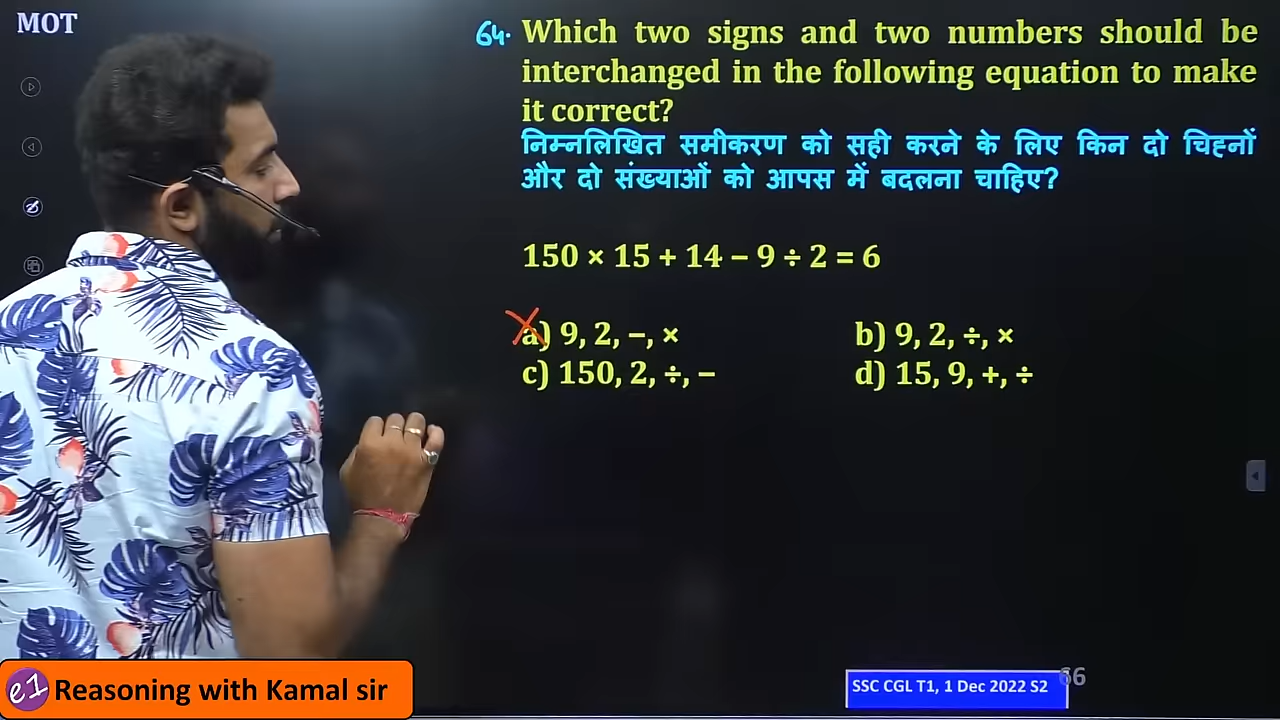 MOT
64. Which two signs and two numbers should be
interchanged in the following equation to make
it correct?
निम्नलिखित समीकरण को सही करने के लिए किन दो चिह्नों
और दो संख्याओं को आपस में बदलना चाहिए?
150 × 15 + 14 − 9 ÷ 2 = 6
a) 9, 2, −, × b) 9, 2, ÷, ×
c) 150, 2, ÷, − d) 15, 9, +, ÷
e1 Reasoning with Kamal sir
SSC CGL T1, 1 Dec 2022 S2 66